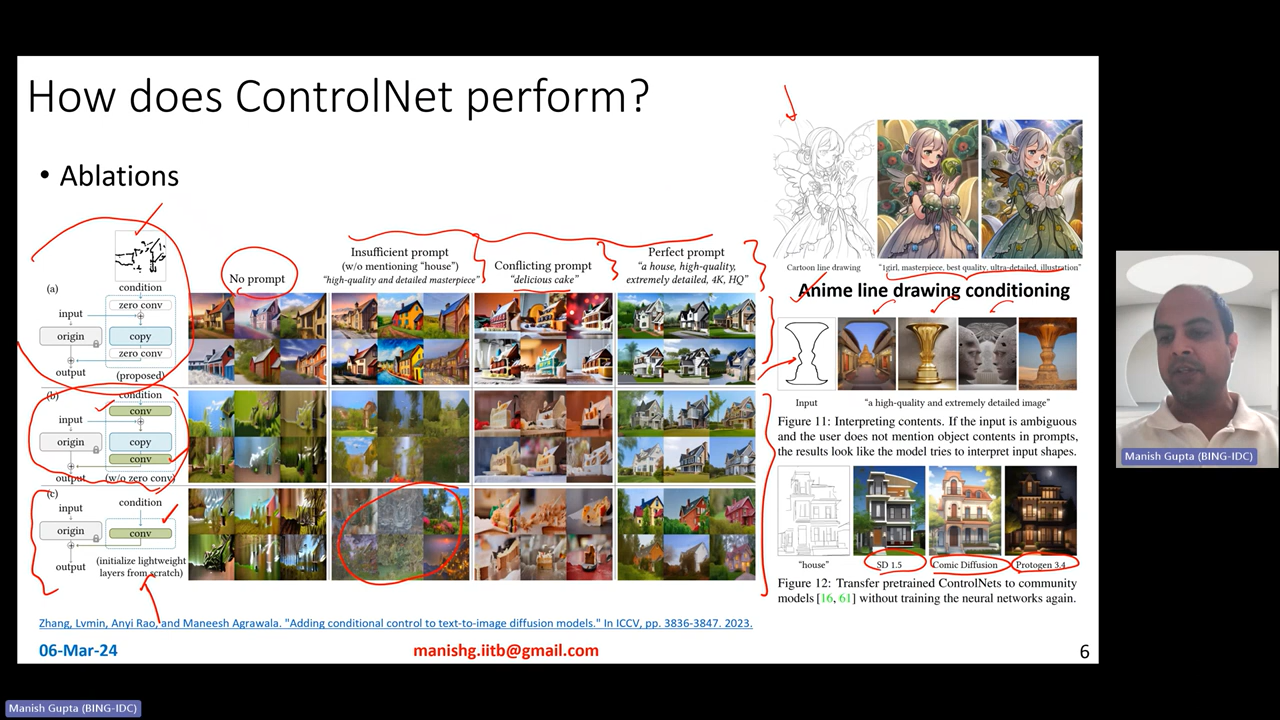 How does ControlNet perform?
• Ablations
(a)
condition
zero conv
input
origin
copy
zero conv
output
(proposed)
(b)
condition
conv
input
origin
copy
conv
output
(w/o zero conv)
(c)
input
condition
origin
conv
output
(initialize lightweight
layers from scratch)
No prompt
Insufficient prompt
(w/o mentioning “house”)
“high-quality and detailed masterpiece”
Conflicting prompt
“delicious cake”
Perfect prompt
“a house, high-quality,
extremely detailed, 4K, HQ”
Cartoon line drawing
“1girl, masterpiece, best quality, ultra-detailed, illustration”
Anime line drawing conditioning
Input
“a high-quality and extremely detailed image”
Figure 11: Interpreting contents. If the input is ambiguous
and the user does not mention object contents in prompts,
the results look like the model tries to interpret input shapes.
“house”
SD 1.5
Comic Diffusion
Protogen 3.4
Figure 12: Transfer pretrained ControlNets to community
models [16, 61] without training the neural networks again.
Zhang, Lvmin, Anyi Rao, and Maneesh Agrawala. "Adding conditional control to text-to-image diffusion models." In ICCV, pp. 3836-3847. 2023.
06-Mar-24
manishg.iitb@gmail.com
6
Manish Gupta (BING-IDC)
Manish Gupta (BING-IDC)